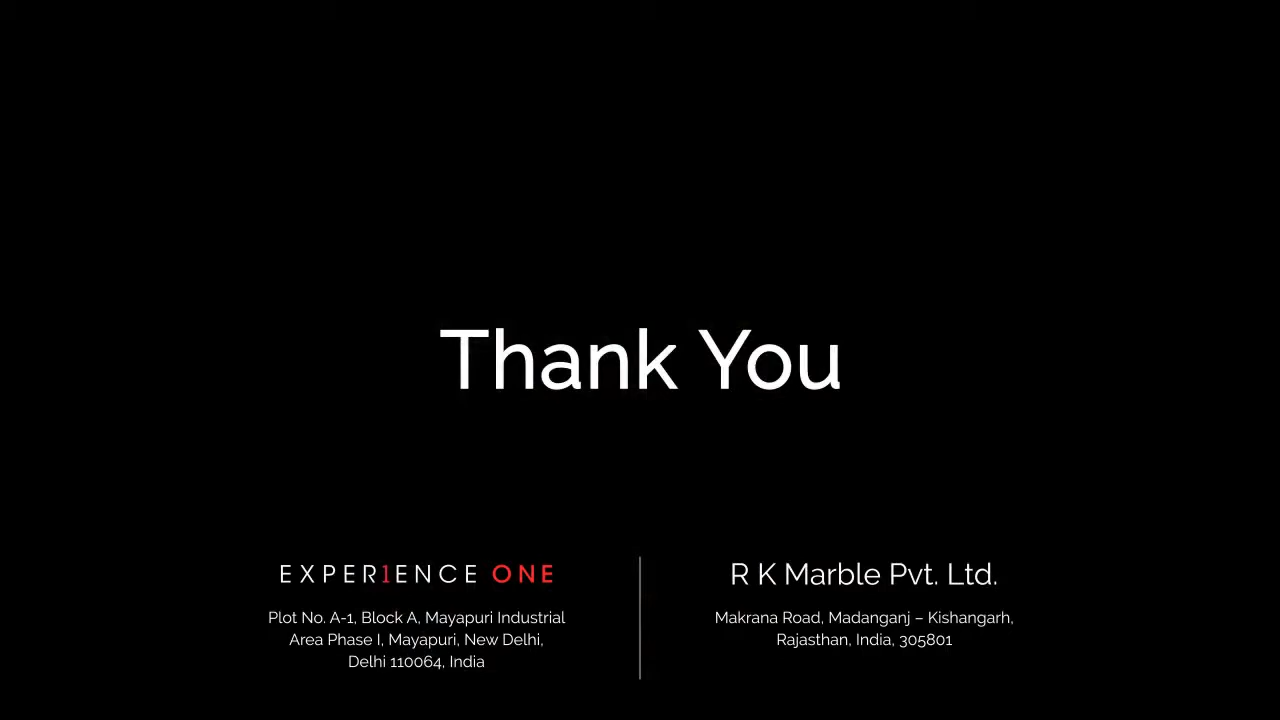 Thank You
EXPER1ENCE ONE
Plot No. A-1, Block A, Mayapuri Industrial
Area Phase I, Mayapuri, New Delhi,
Delhi 110064, India
R K Marble Pvt. Ltd.
Makrana Road, Madanganj – Kishangarh,
Rajasthan, India, 305801